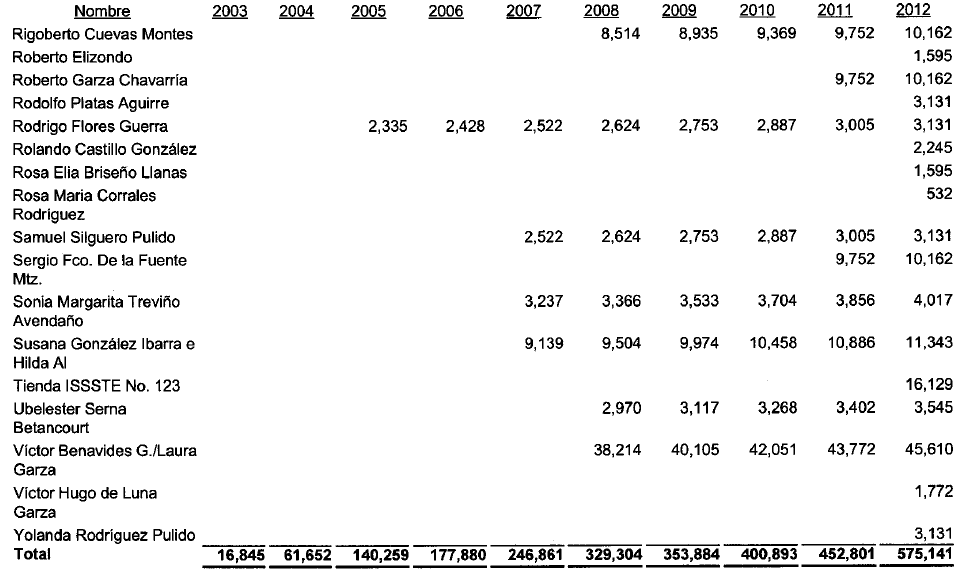 Nombre 2003 2004 2005 2006 2007 2008 2009 2010 2011 2012
Rigoberto Cuevas Montes 8,514 8,935 9,369 9,752 10,162
Roberto Elizondo 1,595
Roberto Garza Chavarría 9,752 10,162
Rodolfo Platas Aguirre 3,131
Rodrigo Flores Guerra 2,335 2,428 2,522 2,624 2,753 2,887 3,005 3,131
Rolando Castillo González 2,245
Rosa Elia Briseño Llanas 1,595
Rosa Maria Corrales 532
Rodríguez
Samuel Silguero Pulido 2,522 2,624 2,753 2,887 3,005 3,131
Sergio Fco. De la Fuente 9,752 10,162
Mtz.
Sonia Margarita Treviño 3,237 3,366 3,533 3,704 3,856 4,017
Avendaño
Susana González Ibarra e 9,139 9,504 9,974 10,458 10,886 11,343
Hilda Al
Tienda ISSSTE No. 123 16,129
Ubelester Serna 2,970 3,117 3,268 3,402 3,545
Betancourt
Víctor Benavides G./Laura 38,214 40,105 42,051 43,772 45,610
Garza
Víctor Hugo de Luna 1,772
Garza
Yolanda Rodríguez Pulido 3,131
Total 16,845 61,652 140,259 177,880 246,861 329,304 353,884 400,893 452,801 575,141